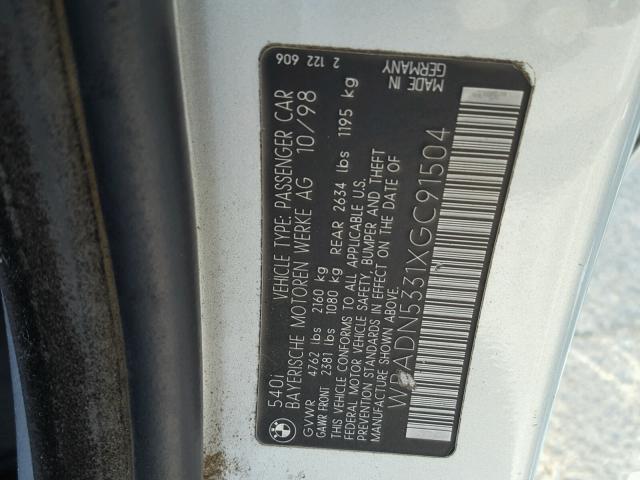 540i VEHICLE TYPE: PASSENGER CAR 2 122 606
BAYERISCHE MOTOREN WERKE AG 10/98
GVWR 4762 lbs 2160 kg
GAWR FRONT 2381 lbs 1080 kg REAR 2634 lbs 1195 kg
THIS VEHICLE CONFORMS TO ALL APPLICABLE U.S.
FEDERAL MOTOR VEHICLE SAFETY, BUMPER AND THEFT
PREVENTION STANDARDS IN EFFECT ON THE DATE OF
MANUFACTURE SHOWN ABOVE.
WBADN5331XGC91504
MADE IN
GERMANY